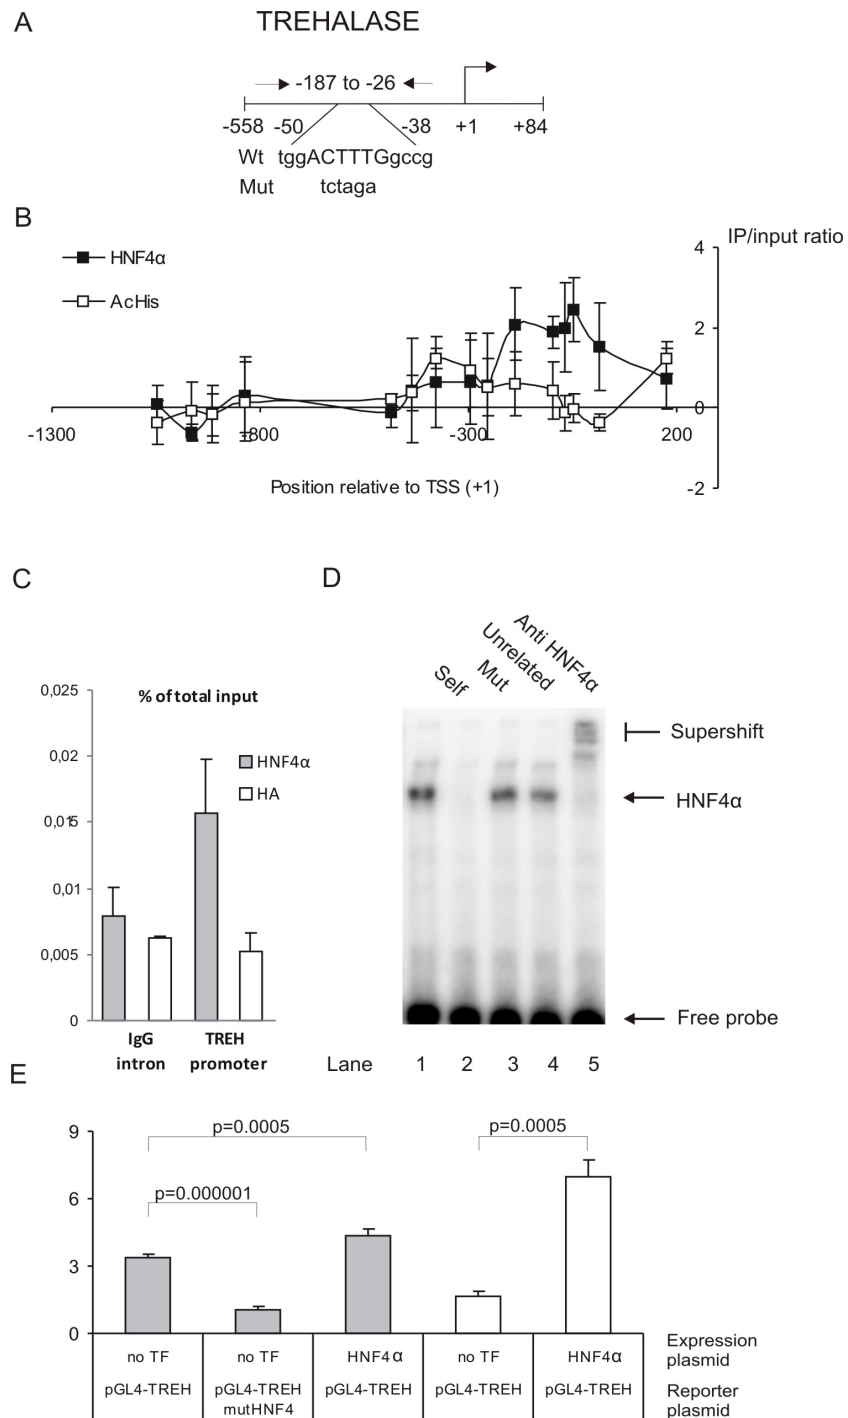 A
TREHALASE
-187 to -26
-558 -50 -38 +1 +84
Wt tggACTTTGgccg
Mut tctaga
B
IP/input ratio
HNF4α
AcHis
4
2
0
-2
-1300 -800 -300 200
Position relative to TSS (+1)
C
% of total input
0,025
0,02
0,015
0,01
0,005
0
HNF4α
HA
IgG intron
TREH promoter
D
Self
Mut
Unrelated
Anti HNF4α
Supershift
HNF4α
Free probe
Lane 1 2 3 4 5
E
9
6
3
0
p=0.0005
p=0.000001
p=0.0005
no TF no TF HNF4α no TF HNF4α
Expression plasmid
pGL4-TREH pGL4-TREH mutHNF4 pGL4-TREH pGL4-TREH pGL4-TREH
Reporter plasmid